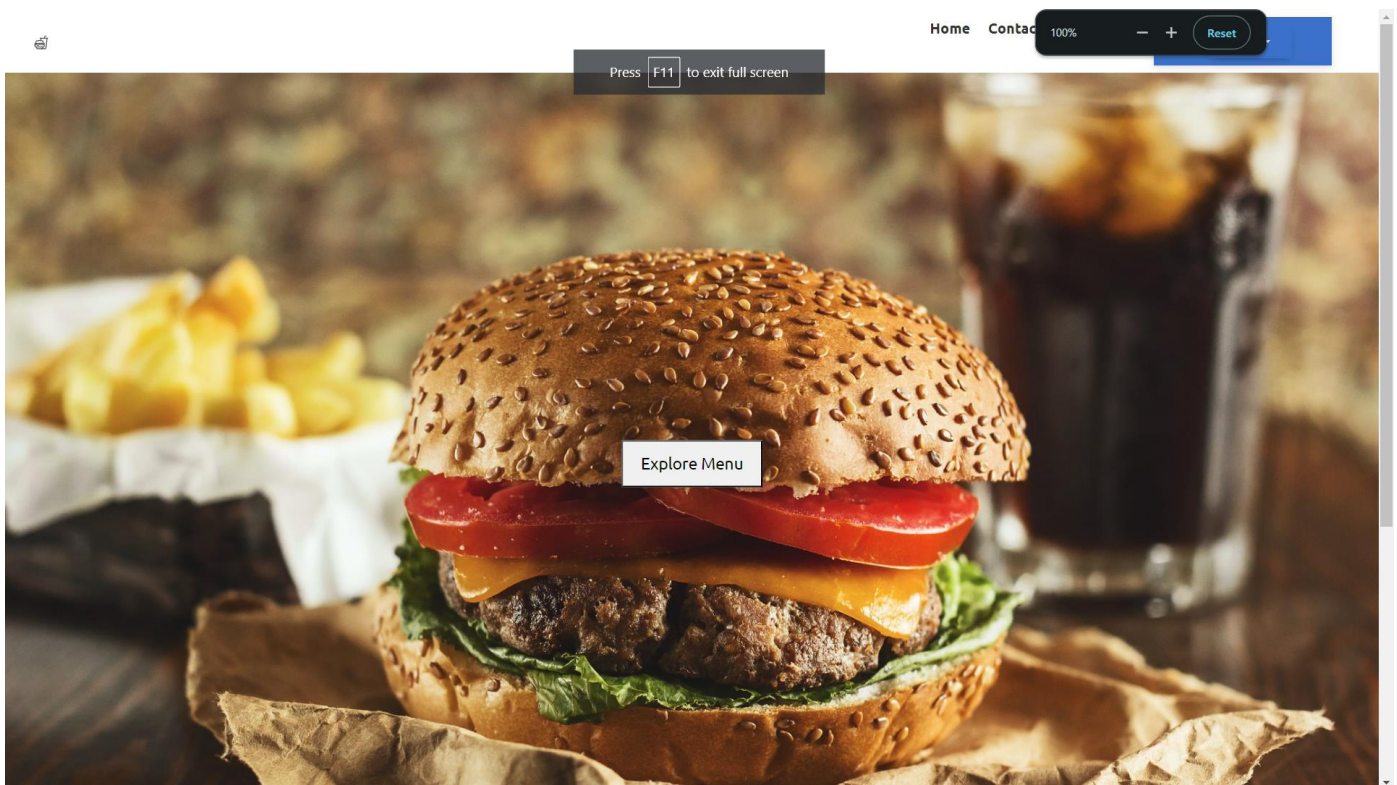 Home Contac
100% − + Reset
Press F11 to exit full screen
Explore Menu